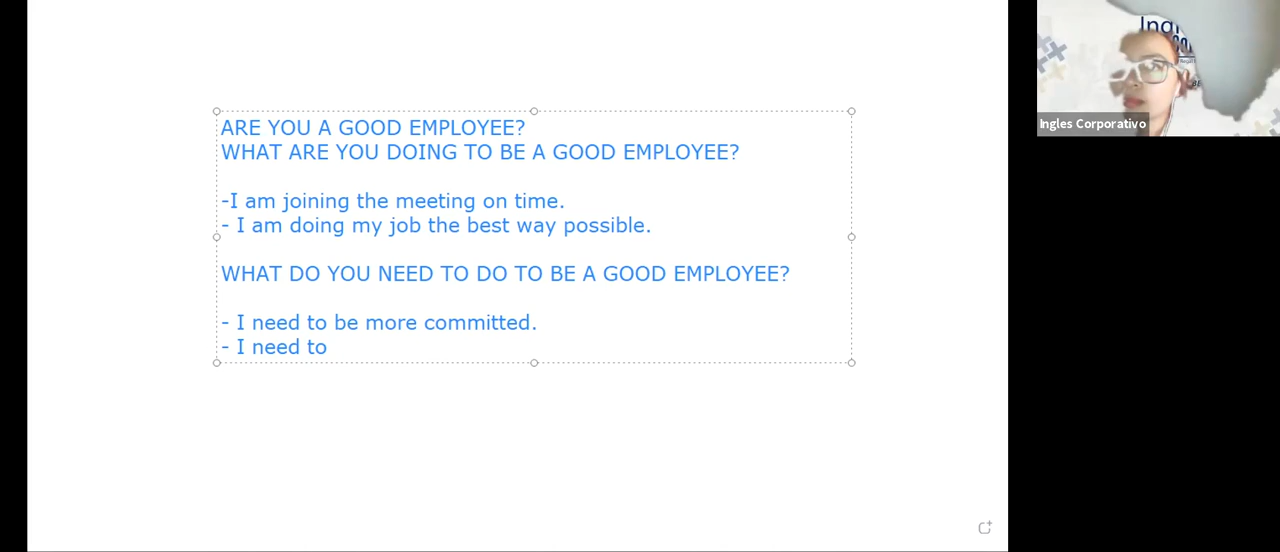 ARE YOU A GOOD EMPLOYEE?
WHAT ARE YOU DOING TO BE A GOOD EMPLOYEE?
-I am joining the meeting on time.
- I am doing my job the best way possible.
WHAT DO YOU NEED TO DO TO BE A GOOD EMPLOYEE?
- I need to be more committed.
- I need to
Ingles Corporativo